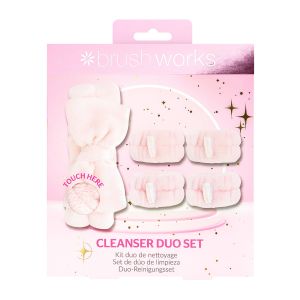 brushworks
TOUCH HERE
CLEANSER DUO SET
Kit duo de nettoyage
Set de dúo de limpieza
Duo-Reinigungsset